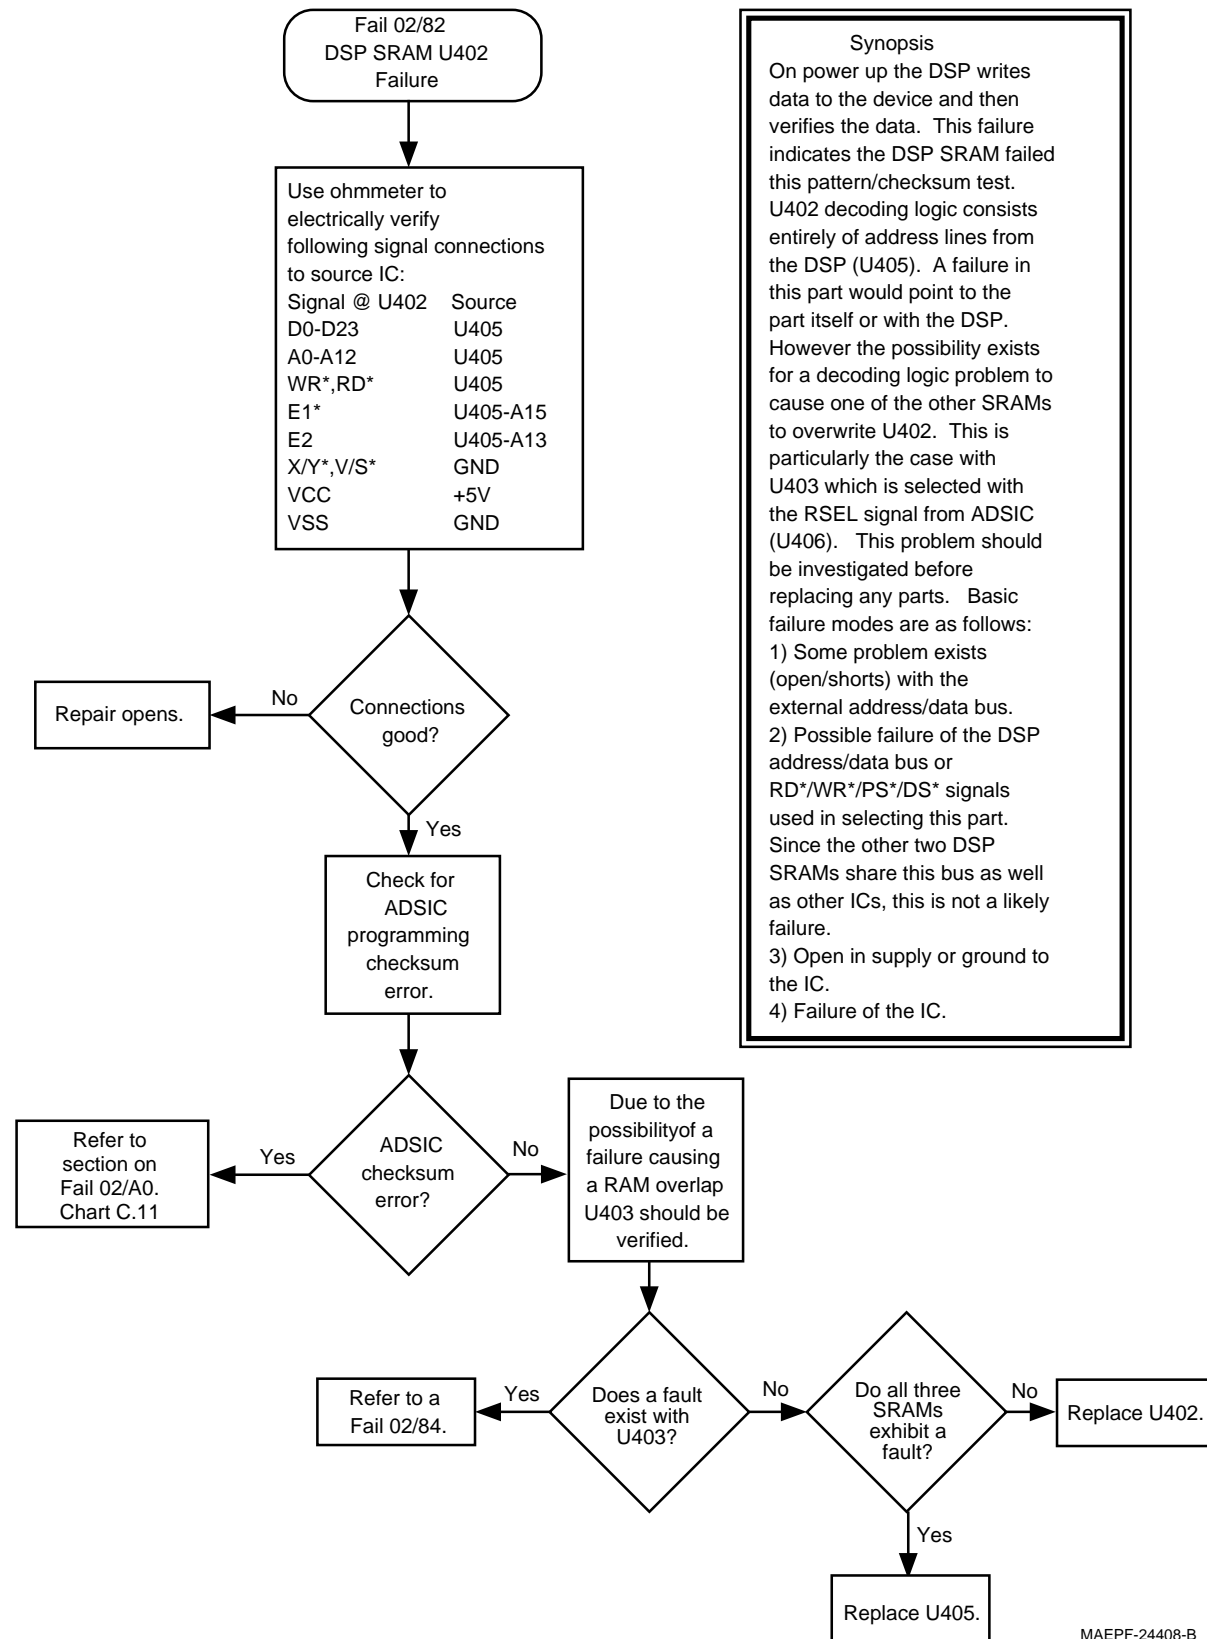 Fail 02/82
DSP SRAM U402
Failure
Use ohmmeter to
electrically verify
following signal connections
to source IC:
Signal @ U402 Source
D0-D23 U405
A0-A12 U405
WR*,RD* U405
E1* U405-A15
E2 U405-A13
X/Y*,V/S* GND
VCC +5V
VSS GND
Connections
good?
No
Repair opens.
Yes
Check for
ADSIC
programming
checksum
error.
ADSIC
checksum
error?
Yes
Refer to
section on
Fail 02/A0.
Chart C.11
No
Due to the
possibilityof a
failure causing
a RAM overlap
U403 should be
verified.
Does a fault
exist with
U403?
Yes
Refer to a
Fail 02/84.
No
Do all three
SRAMs
exhibit a
fault?
No
Replace U402.
Yes
Replace U405.
Synopsis
On power up the DSP writes
data to the device and then
verifies the data. This failure
indicates the DSP SRAM failed
this pattern/checksum test.
U402 decoding logic consists
entirely of address lines from
the DSP (U405). A failure in
this part would point to the
part itself or with the DSP.
However the possibility exists
for a decoding logic problem to
cause one of the other SRAMs
to overwrite U402. This is
particularly the case with
U403 which is selected with
the RSEL signal from ADSIC
(U406). This problem should
be investigated before
replacing any parts. Basic
failure modes are as follows:
1) Some problem exists
(open/shorts) with the
external address/data bus.
2) Possible failure of the DSP
address/data bus or
RD*/WR*/PS*/DS* signals
used in selecting this part.
Since the other two DSP
SRAMs share this bus as well
as other ICs, this is not a likely
failure.
3) Open in supply or ground to
the IC.
4) Failure of the IC.
MAEPF-24408-B